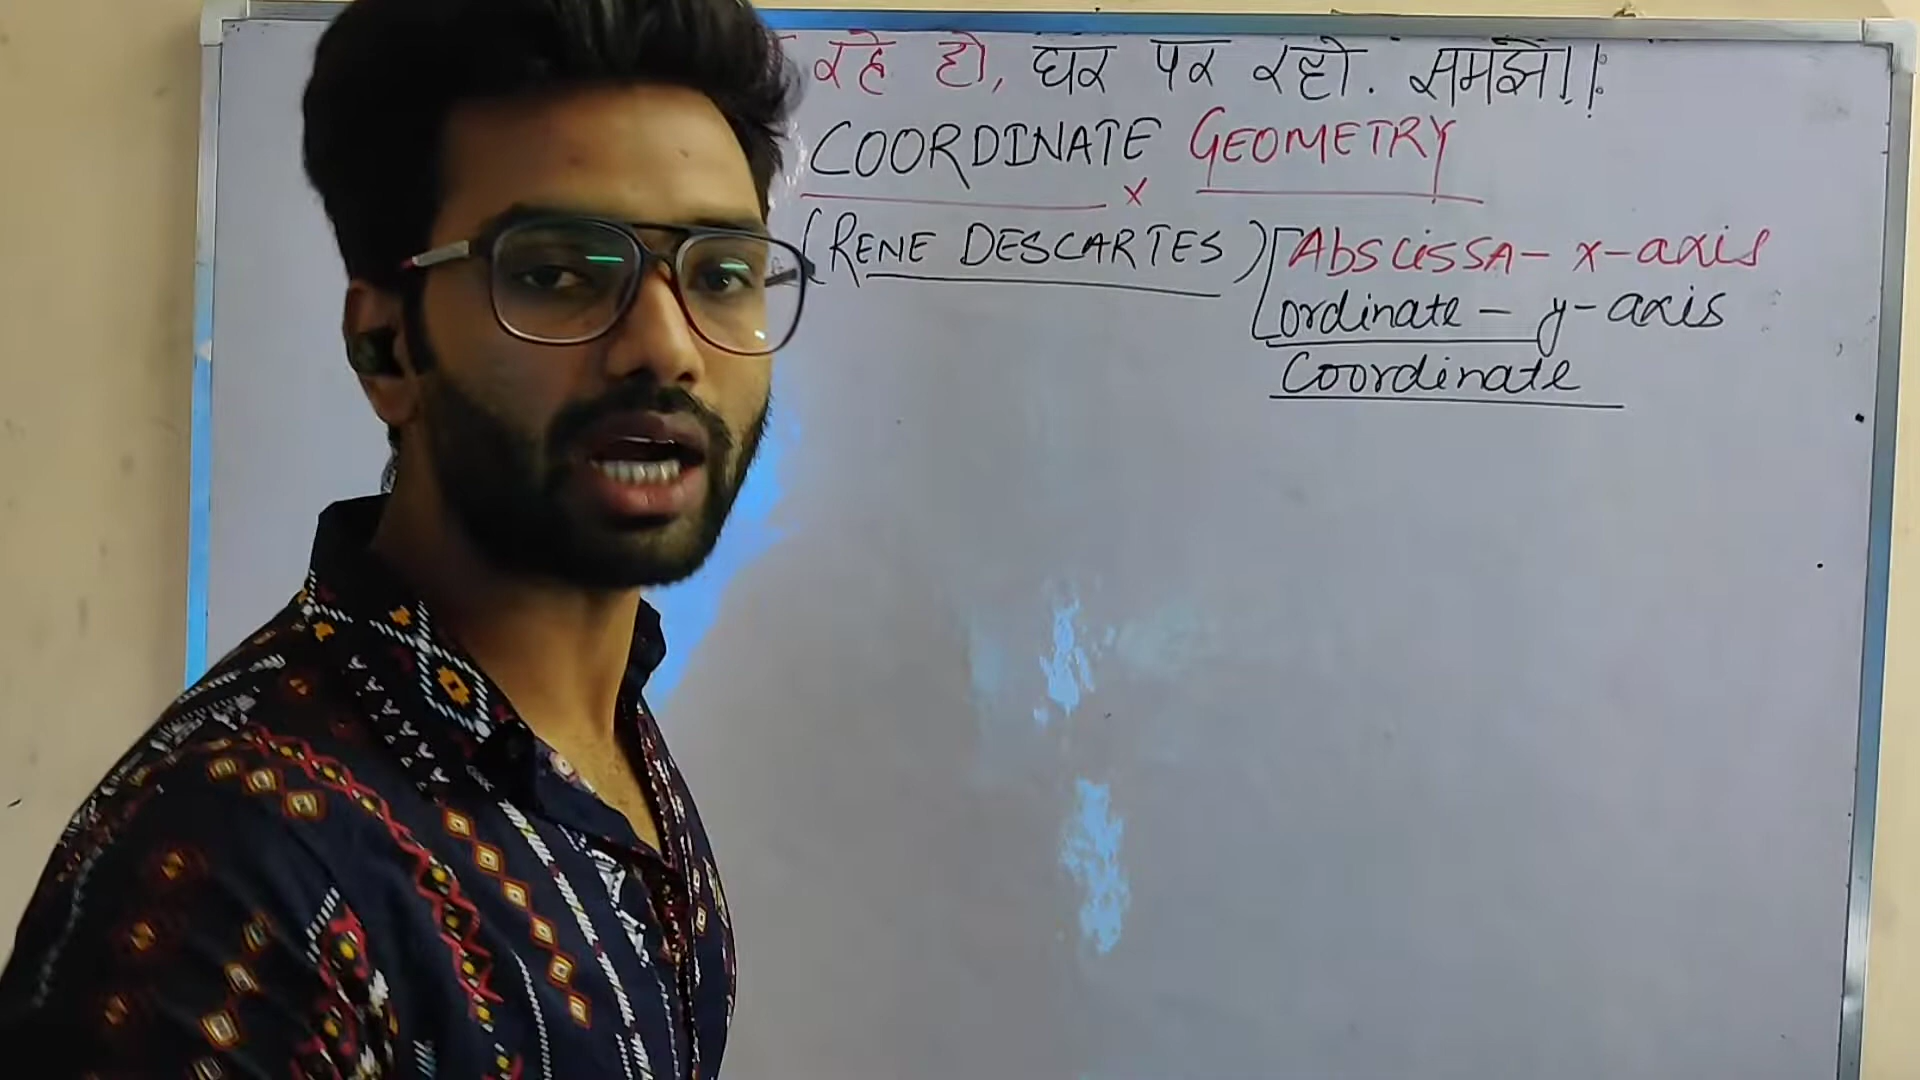 रहे हो, घर पर रहो. समझे!!
COORDINATE GEOMETRY
x
(RENE DESCARTES) Abscissa - x-axis
ordinate - y-axis
Coordinate